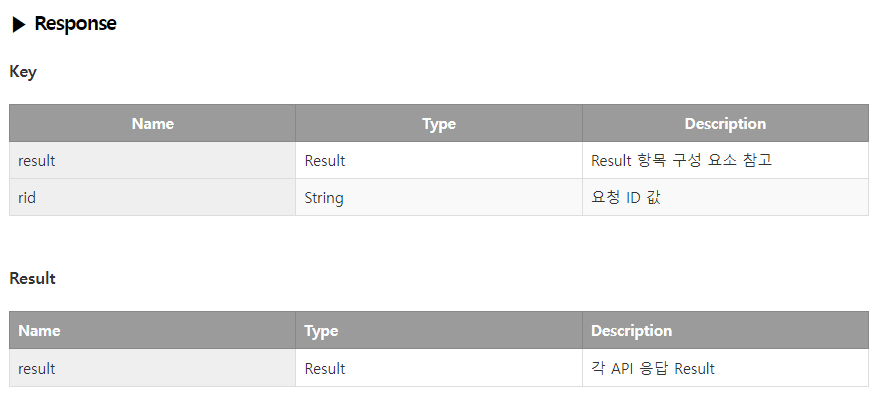 ▶ Response
Key
Name Type Description
result Result Result 항목 구성 요소 참고
rid String 요청 ID 값
Result
Name Type Description
result Result 각 API 응답 Result